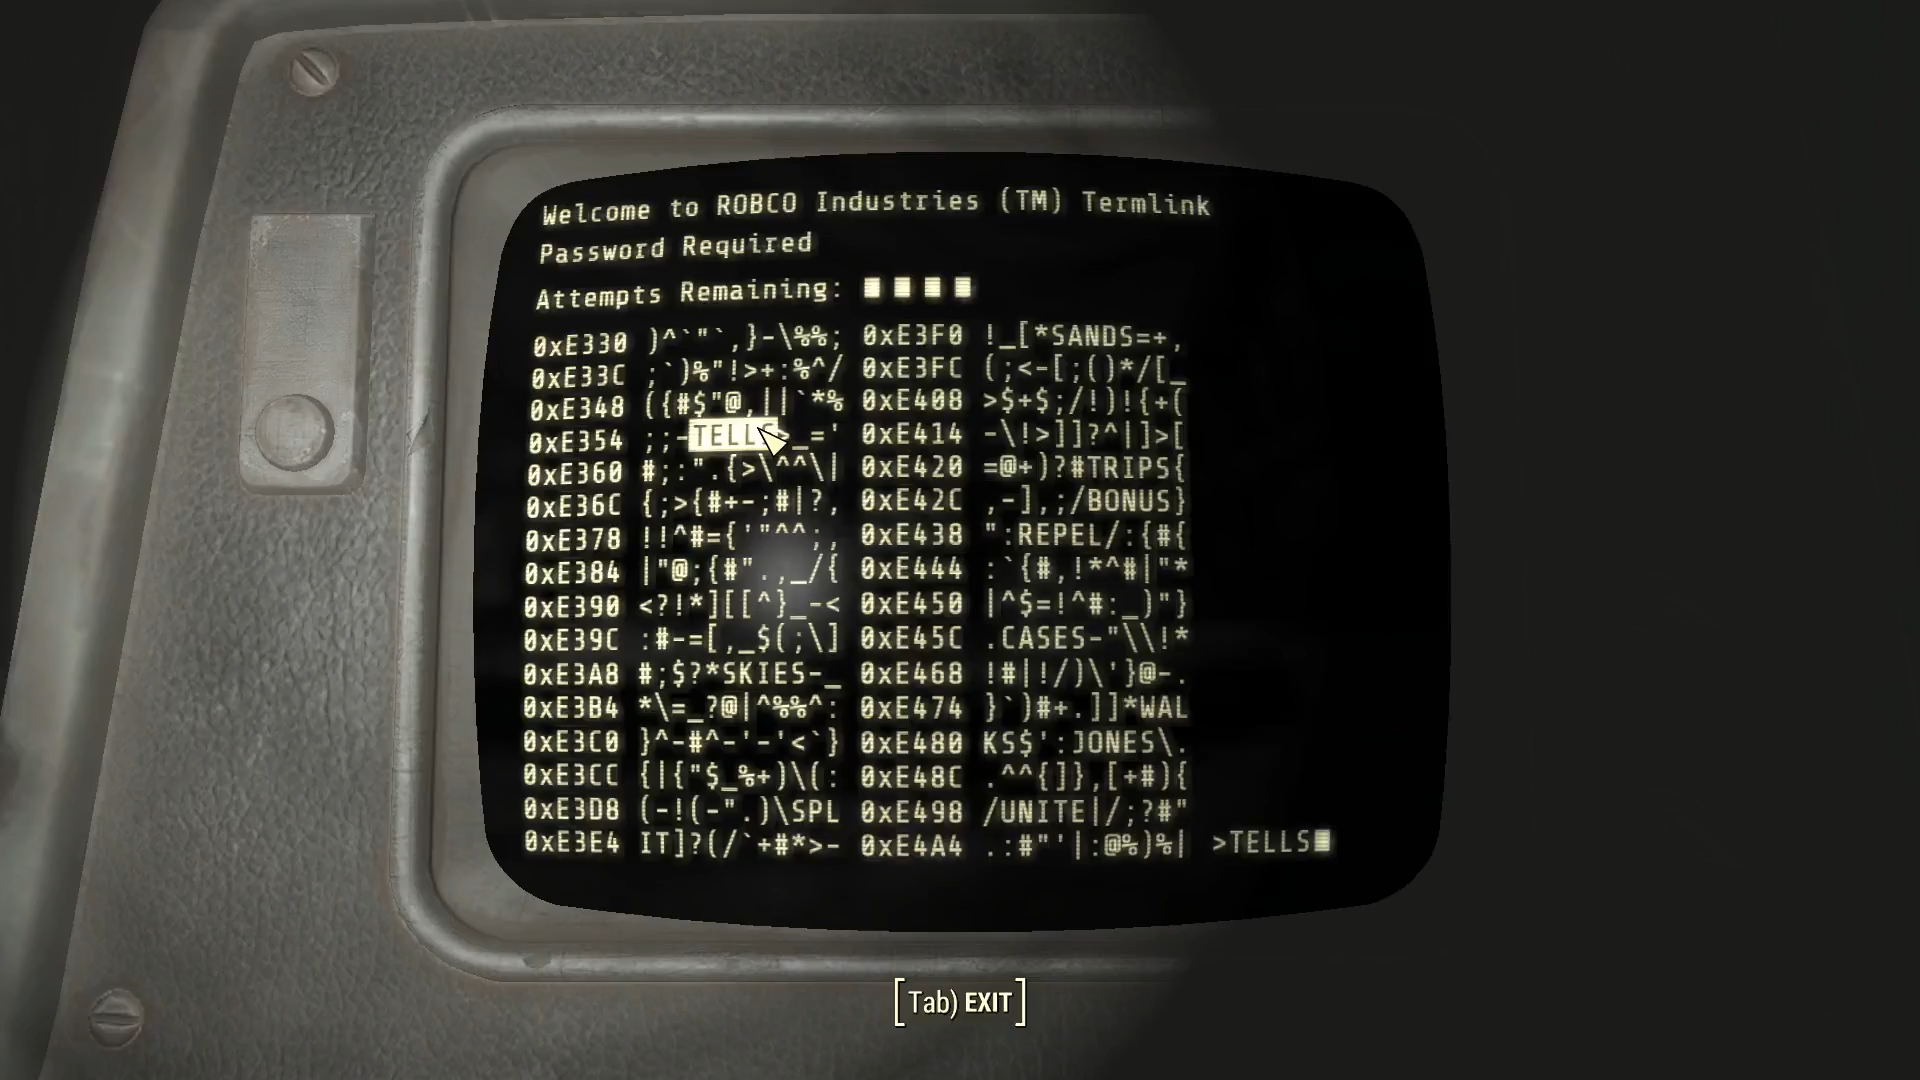 Welcome to ROBCO Industries (TM) Termlink
Password Required
Attempts Remaining: ■ ■ ■ ■
0xE330 )^`"`,}-\%%; 0xE3F0 !_[*SANDS=+,
0xE33C ;`)%"!>+:%^/ 0xE3FC (;<-[;()*/[_
0xE348 ({#$"@,||`*% 0xE408 >$+$;/!)!{+(
0xE354 ;;-TELLS>_=' 0xE414 -\!>]]?^|]>[
0xE360 #;:".{>\^^\| 0xE420 =@+)?#TRIPS{
0xE36C {;>{#+-;#|?, 0xE42C ,-],;/BONUS}
0xE378 !!^#={'"^^;, 0xE438 ":REPEL/:{#{
0xE384 |"@;{#".,_/{ 0xE444 :`{#,!*^#|"*
0xE390 <?!*][[^}_-< 0xE450 |^$=!^#:_)"}
0xE39C :#-=[,_$(;\] 0xE45C .CASES-"\\!*
0xE3A8 #;$?*SKIES-_ 0xE468 !#|!/)\'}@-.
0xE3B4 *\=_?@|^%%^: 0xE474 }`)#+.]]*WAL
0xE3C0 }^-#^-'-'<`} 0xE480 KS$':JONES\.
0xE3CC {|{"$_%+)\(: 0xE48C .^^{]},[+#){
0xE3D8 (-!(-".)\SPL 0xE498 /UNITE|/;?#"
0xE3E4 IT]?(/`+#*>- 0xE4A4 .:#"'|:@%)%| >TELLS■
[Tab) EXIT]